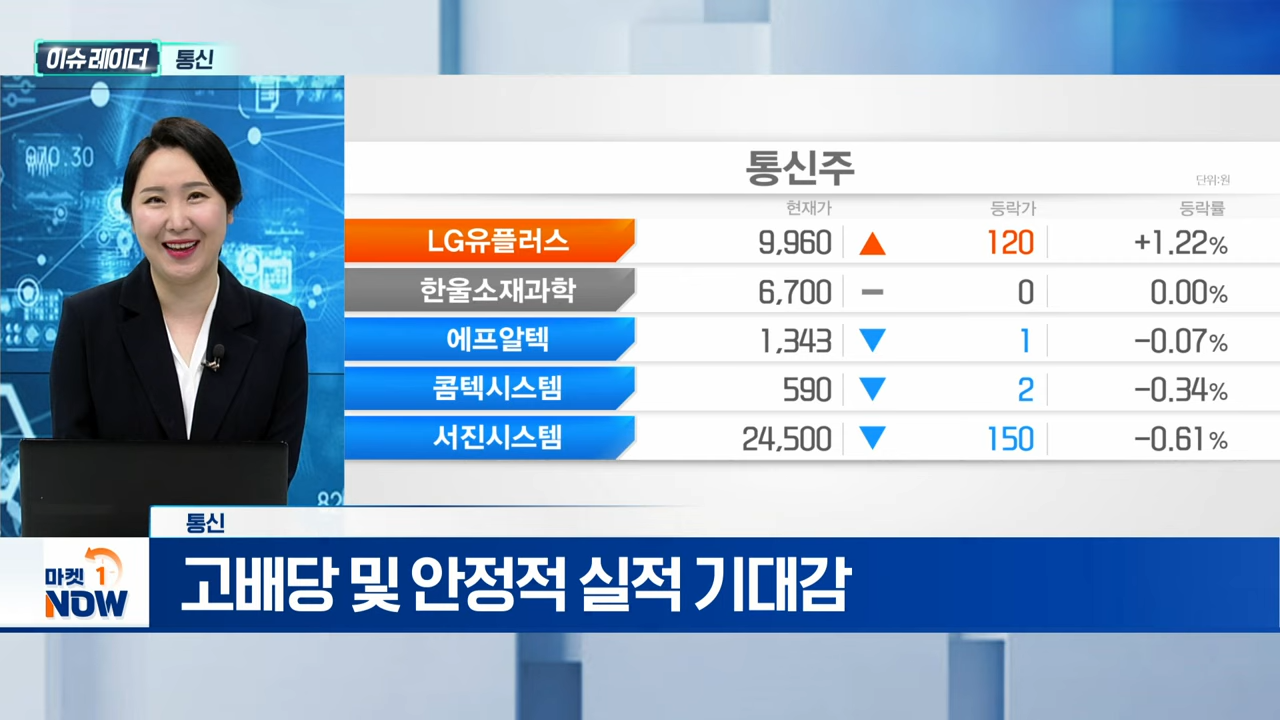 이슈 레이더 통신
070.30
통신주
단위:원
현재가 등락가 등락률
LG유플러스 9,960 ▲ 120 +1.22%
한울소재과학 6,700 － 0 0.00%
에프알텍 1,343 ▼ 1 -0.07%
콤텍시스템 590 ▼ 2 -0.34%
서진시스템 24,500 ▼ 150 -0.61%
82
통신
마켓 1
NOW
고배당 및 안정적 실적 기대감